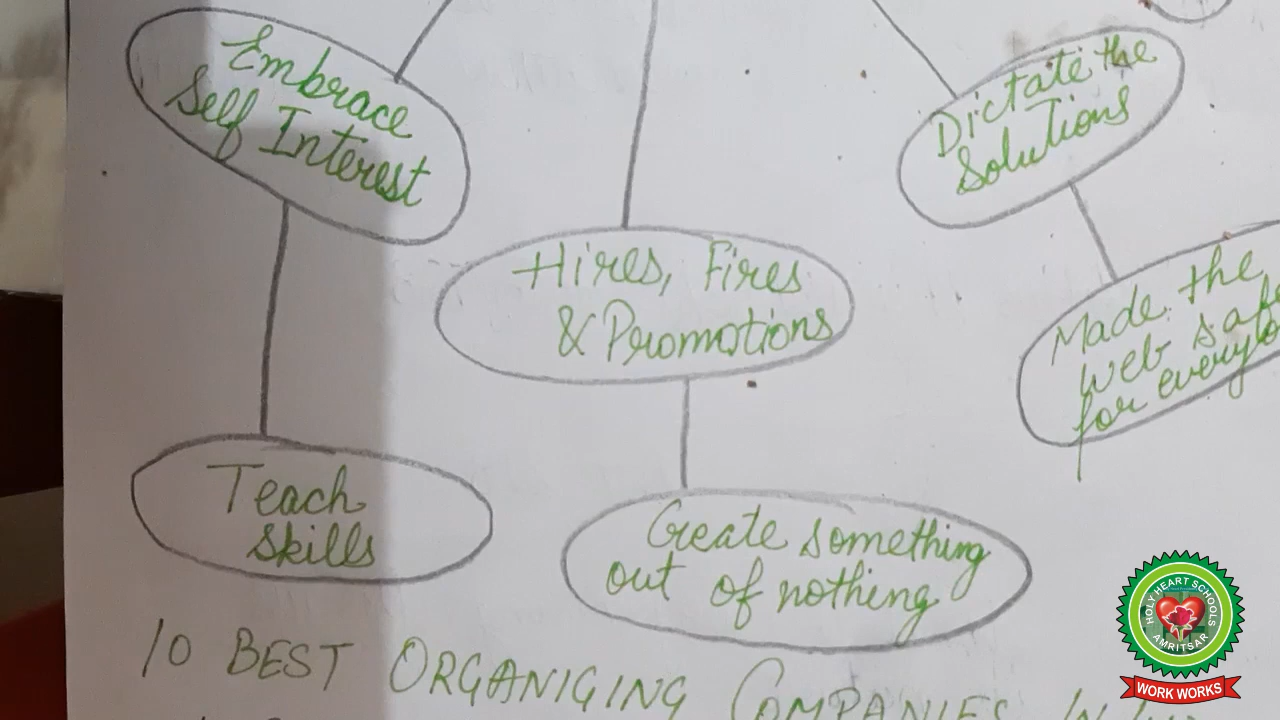 Embrace
Self Interest
Dictate the
Solutions
Hires, Fires
& Promotions
Made the
web safe
for
Teach
Skills
Create something
out of nothing
10 BEST ORGANIGING COMPANIES
HOLY HEART SCHOOLS
AMRITSAR
WORK WORKS